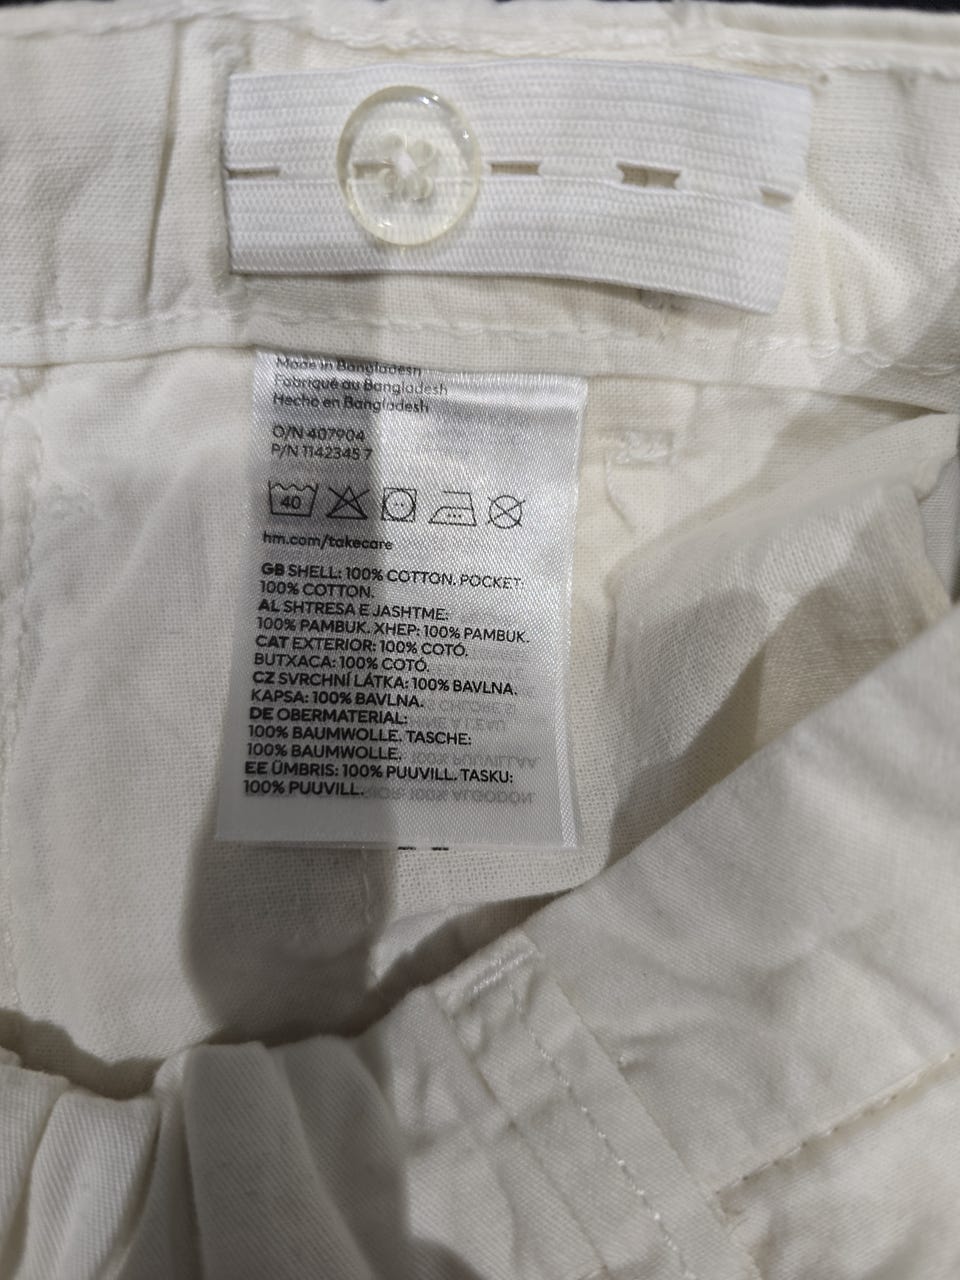 Made in Bangladesh
Fabriqué au Bangladesh
Hecho en Bangladesh
O/N 407904
P/N 1142345 7
40
hm.com/takecare
GB SHELL: 100% COTTON. POCKET:
100% COTTON.
AL SHTRESA E JASHTME:
100% PAMBUK. XHEP: 100% PAMBUK.
CAT EXTERIOR: 100% COTÓ.
BUTXACA: 100% COTÓ.
CZ SVRCHNÍ LÁTKA: 100% BAVLNA.
KAPSA: 100% BAVLNA.
DE OBERMATERIAL:
100% BAUMWOLLE. TASCHE:
100% BAUMWOLLE.
EE ÜMBRIS: 100% PUUVILL. TASKU:
100% PUUVILL.